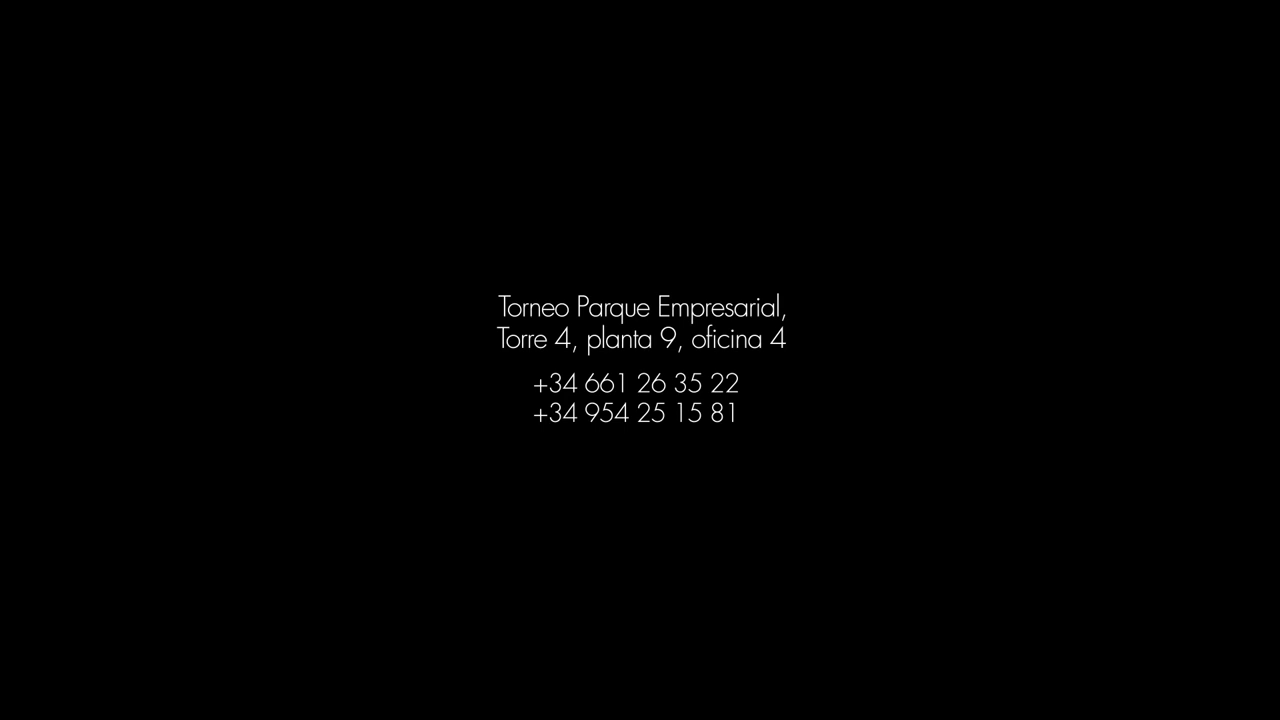 Torneo Parque Empresarial,
Torre 4, planta 9, oficina 4
+34 661 26 35 22
+34 954 25 15 81